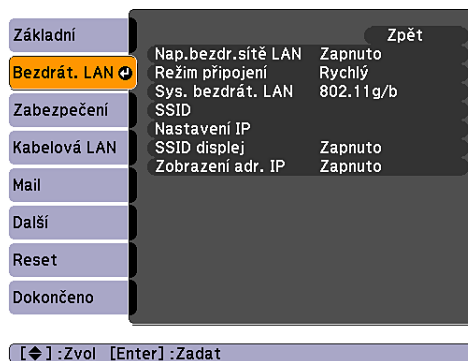 Základní
Bezdrát. LAN
Zabezpečení
Kabelová LAN
Mail
Další
Reset
Dokončeno
Zpět
Nap.bezdr.sítě LAN Zapnuto
Režim připojení Rychlý
Sys. bezdrát. LAN 802.11g/b
SSID
Nastavení IP
SSID displej Zapnuto
Zobrazení adr. IP Zapnuto
[◆] :Zvol [Enter] :Zadat